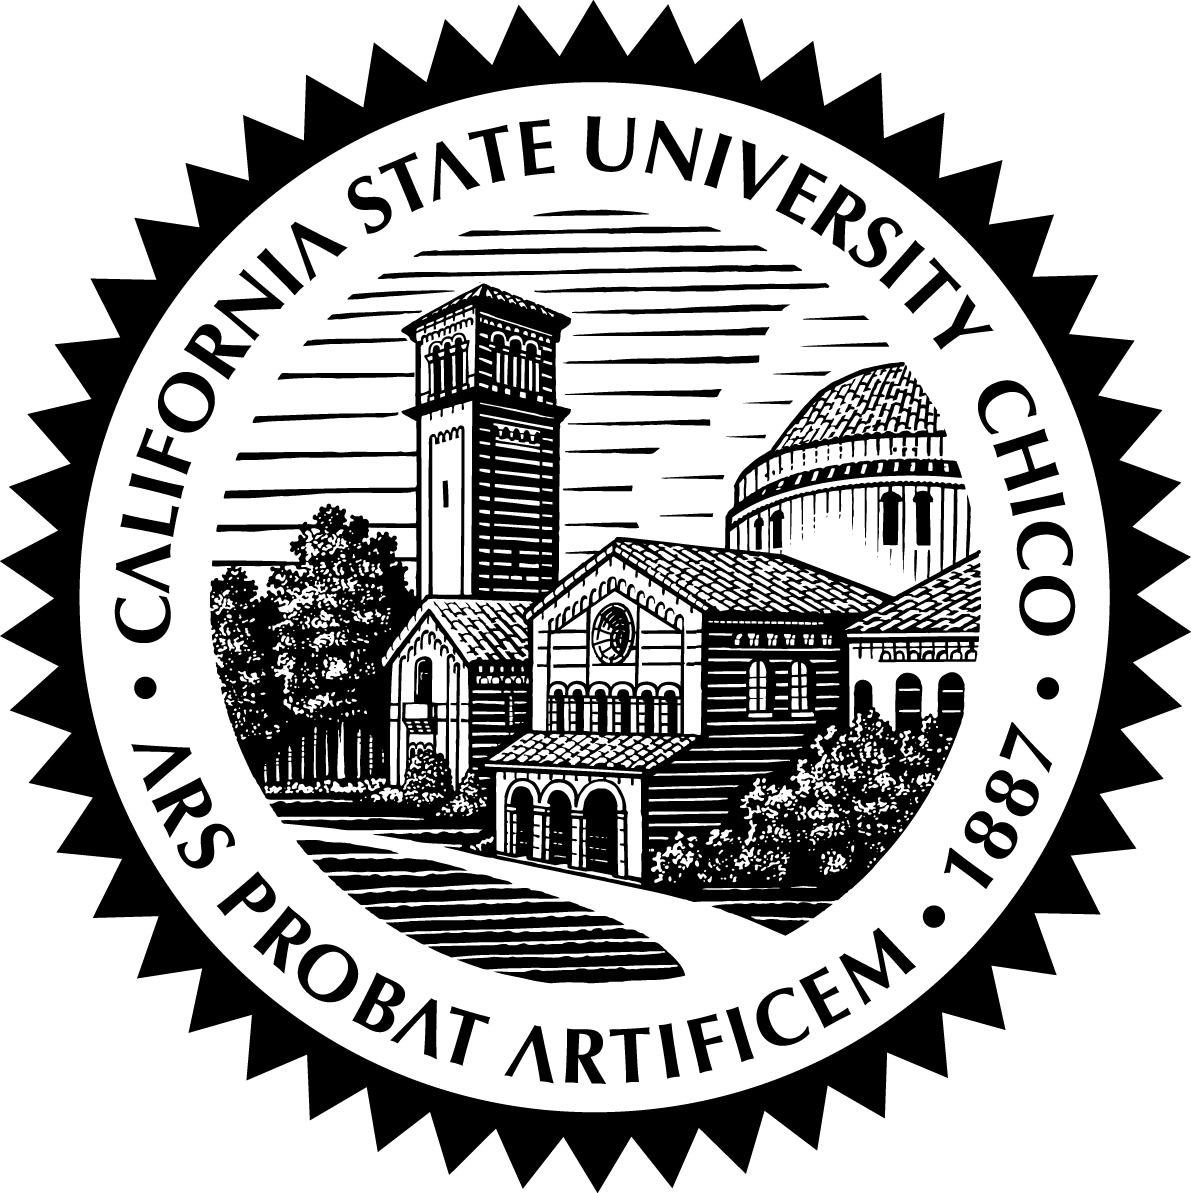 CALIFORNIA STATE UNIVERSITY CHICO
• ARS PROBAT ARTIFICEM • 1887 •